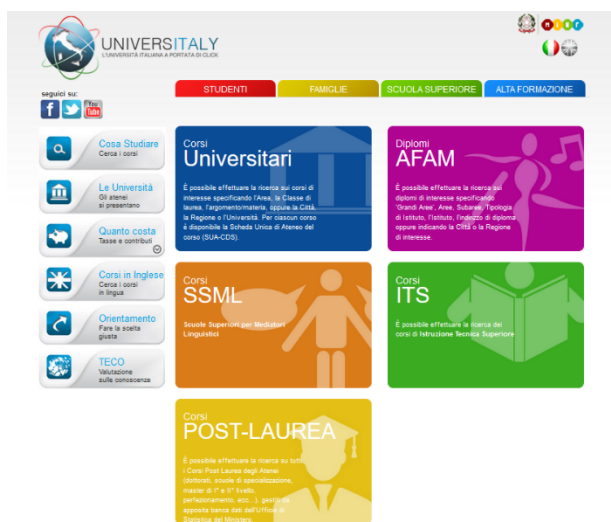 UNIVERSITALY
L'UNIVERSITÀ ITALIANA A PORTATA DI CLICK
miur
seguici su:
You
Tube
STUDENTI
FAMIGLIE
SCUOLA SUPERIORE
ALTA FORMAZIONE
Cosa Studiare
Cerca i corsi
Le Università
Gli atenei
si presentano
Quanto costa
Tasse e contributi
Corsi in Inglese
Cerca i corsi
in lingua
Orientamento
Fare la scelta
giusta
TECO
Valutazione
sulle conoscenze
Corsi
Universitari
È possibile effettuare la ricerca sui corsi di
interesse specificando l'Area, la Classe di
laurea, l'argomento/materia, oppure la Città,
la Regione o l'Università. Per ciascun corso
è disponibile la Scheda Unica di Ateneo del
corso (SUA-CDS).
Diplomi
AFAM
È possibile effettuare la ricerca sui
diplomi di interesse specificando
'Grandi Aree', Aree, Subaree, Tipologia
di Istituto, l'Istituto, l'indirizzo di diploma
oppure indicando la Città o la Regione
di interesse.
Corsi
SSML
Scuole Superiori per Mediatori
Linguistici
Corsi
ITS
È possibile effettuare la ricerca dei
corsi di Istruzione Tecnica Superiore
Corsi
POST-LAUREA
È possibile effettuare la ricerca su tutti
i Corsi Post Laurea degli Atenei
(dottorati, scuole di specializzazione,
master di I° e II° livello,
perfezionamento, ecc...), gestiti da
apposita banca dati dell'Ufficio di
Statistica del Ministero.